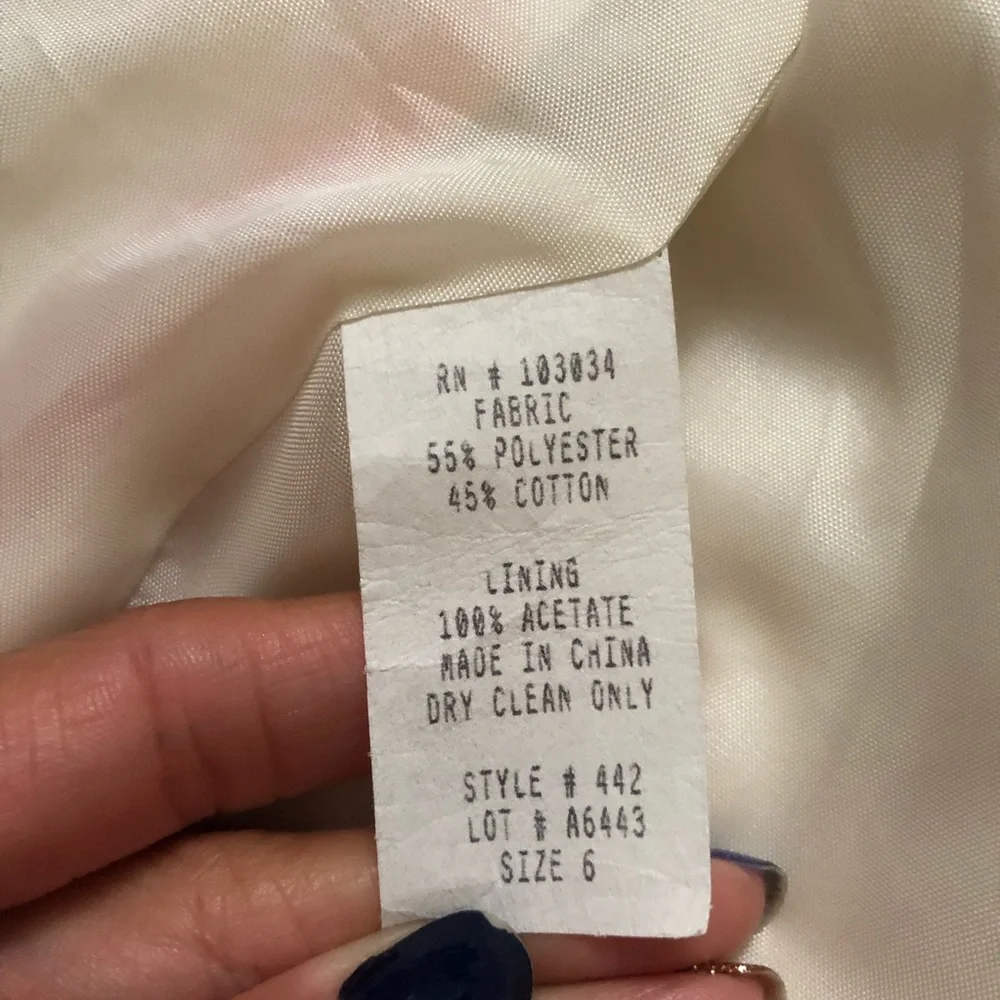 RN # 103034
FABRIC
55% POLYESTER
45% COTTON
LINING
100% ACETATE
MADE IN CHINA
DRY CLEAN ONLY
STYLE # 442
LOT # A6443
SIZE 6